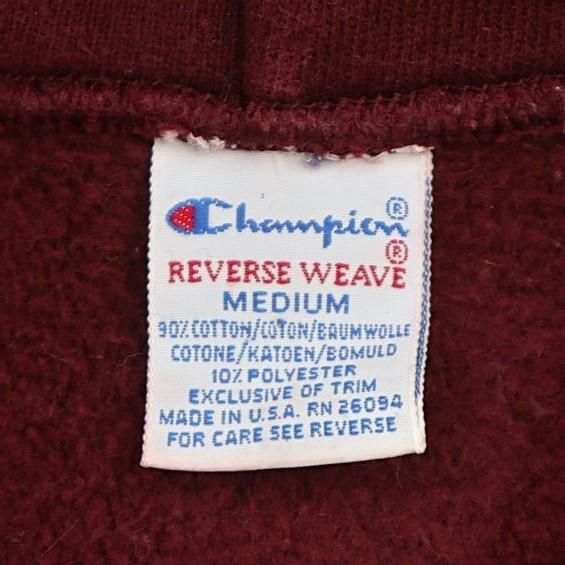 Champion®
REVERSE WEAVE®
MEDIUM
90% COTTON/COTON/BAUMWOLLE
COTONE/KATOEN/BOMULD
10% POLYESTER
EXCLUSIVE OF TRIM
MADE IN U.S.A. RN 26094
FOR CARE SEE REVERSE